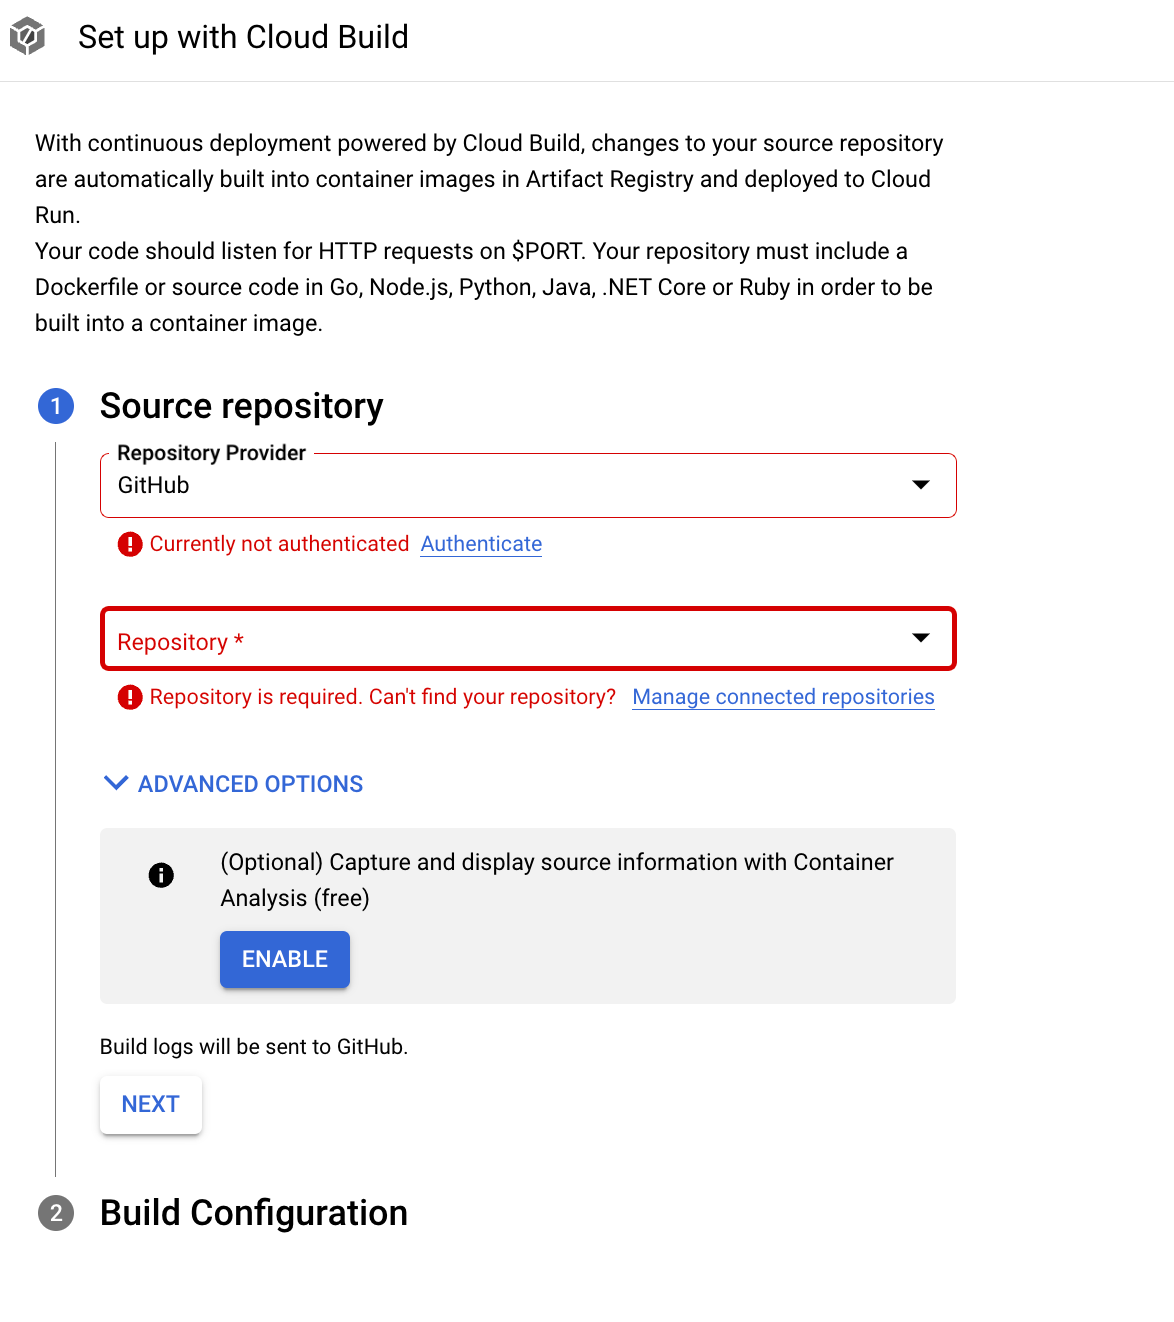 Set up with Cloud Build
With continuous deployment powered by Cloud Build, changes to your source repository
are automatically built into container images in Artifact Registry and deployed to Cloud
Run.
Your code should listen for HTTP requests on $PORT. Your repository must include a
Dockerfile or source code in Go, Node.js, Python, Java, .NET Core or Ruby in order to be
built into a container image.
1 Source repository
Repository Provider
GitHub
Currently not authenticated Authenticate
Repository *
Repository is required. Can't find your repository? Manage connected repositories
ADVANCED OPTIONS
(Optional) Capture and display source information with Container
Analysis (free)
ENABLE
Build logs will be sent to GitHub.
NEXT
2 Build Configuration